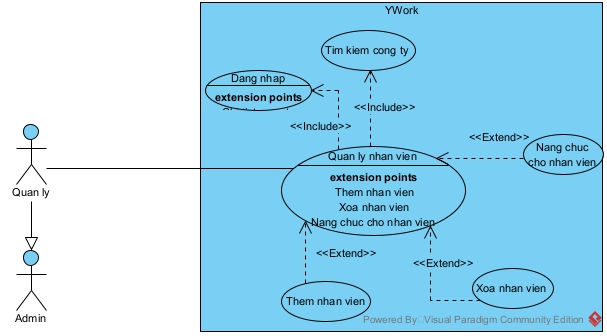 YWork
Tim kiem cong ty
Dang nhap
extension points
<<Include>>
<<Include>>
<<Extend>>
Nang chuc
cho nhan vien
Quan ly nhan vien
extension points
Them nhan vien
Xoa nhan vien
Nang chuc cho nhan vien
Quan ly
<<Extend>>
<<Extend>>
Them nhan vien
Xoa nhan vien
Admin
Powered By: Visual Paradigm Community Edition